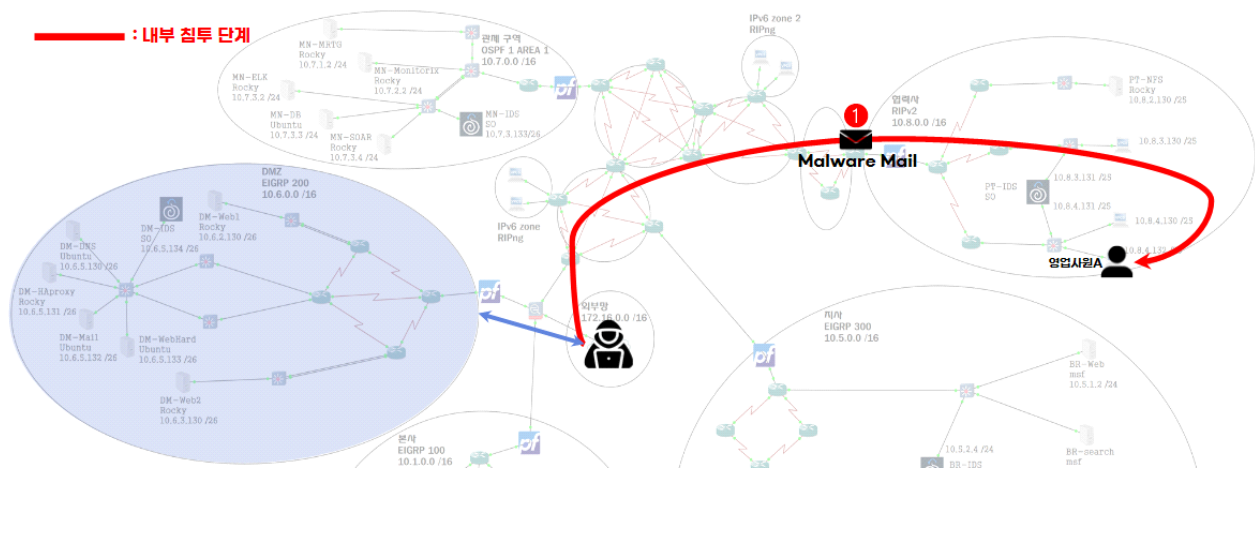 : 내부 침투 단계
MN-MRTG
Rocky
10.7.1.2 /24
관제 구역
OSPF 1 AREA 1
10.7.0.0 /16
MN-Monitorix
Rocky
10.7.2.2 /24
MN-ELK
Rocky
10.7.3.2 /24
MN-DR
Ubuntu
10.7.3.3 /24
MN-SOAR
Rocky
10.7.3.4 /24
MN-IDS
SO
10.7.3.133/26
pf
IPv6 zone 2
RIPng
협력사
RIPv2
10.8.0.0 /16
PT-NFS
Rocky
10.8.2.130 /25
10.8.3.130 /25
10.8.3.131 /25
PT-IDS
SO
10.8.4.131 /25
10.8.4.130 /25
영업사원A
1
Malware Mail
pf
IPv6 zone
RIPng
DMZ
EIGRP 200
10.6.0.0 /16
DM-Web1
Rocky
10.6.2.130 /26
DM-IDS
SO
10.6.5.134 /26
DM-DNS
Ubuntu
10.6.5.130 /26
DM-HAproxy
Rocky
10.6.5.131 /26
DM-Mail
Ubuntu
10.6.5.132 /26
DM-WebHard
Ubuntu
10.6.5.133 /26
DM-Web2
Rocky
10.6.3.130 /26
pf
외부망
172.16.0.0 /16
지사
EIGRP 300
10.5.0.0 /16
pf
BR-Web
msf
10.5.1.2 /24
BR-search
msf
10.5.2.4 /24
BR-IDS
본사
EIGRP 100
10.1.0.0 /16
pf